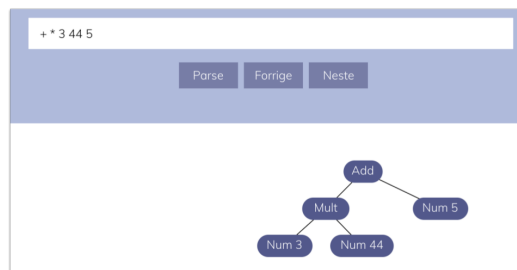 + * 3 44 5
Parse Forrige Neste
Add
Mult Num 5
Num 3 Num 44